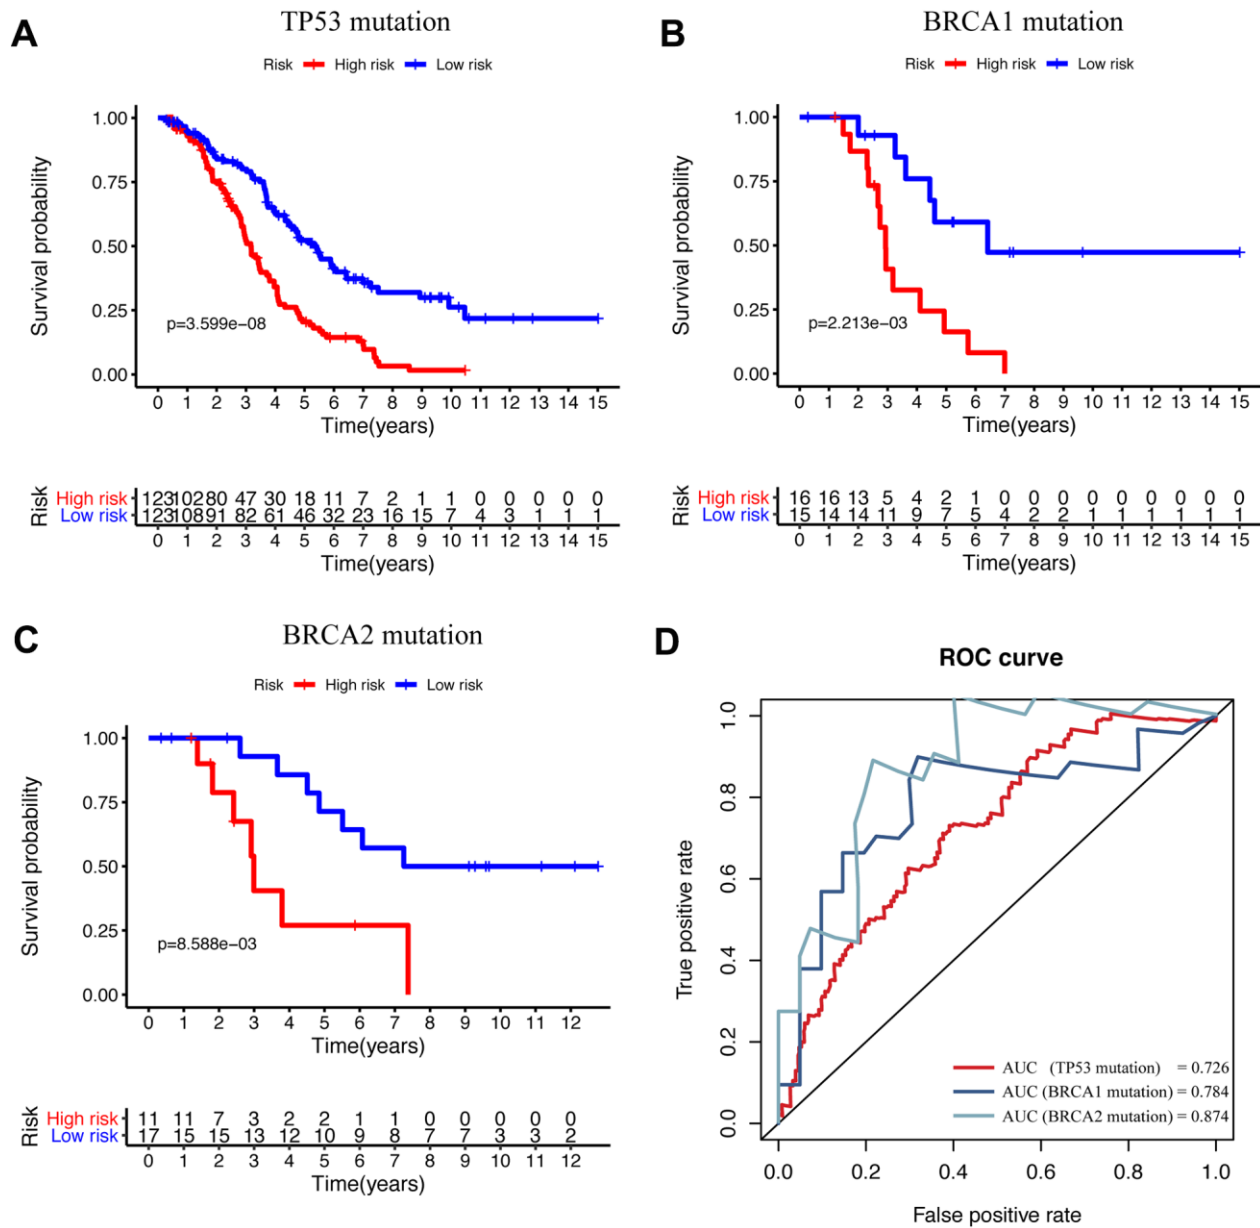 A
TP53 mutation
Risk High risk Low risk
Survival probability
1.00
0.75
0.50
0.25
0.00
p=3.599e−08
0 1 2 3 4 5 6 7 8 9 10 11 12 13 14 15
Time(years)
Risk
High risk 123 102 80 47 30 18 11 7 2 1 1 0 0 0 0 0
Low risk 123 108 91 82 61 46 32 23 16 15 7 4 3 1 1 1
0 1 2 3 4 5 6 7 8 9 10 11 12 13 14 15
Time(years)
B
BRCA1 mutation
Risk High risk Low risk
Survival probability
1.00
0.75
0.50
0.25
0.00
p=2.213e−03
0 1 2 3 4 5 6 7 8 9 10 11 12 13 14 15
Time(years)
Risk
High risk 16 16 13 5 4 2 1 0 0 0 0 0 0 0 0 0
Low risk 15 14 14 11 9 7 5 4 2 2 1 1 1 1 1 1
0 1 2 3 4 5 6 7 8 9 10 11 12 13 14 15
Time(years)
C
BRCA2 mutation
Risk High risk Low risk
Survival probability
1.00
0.75
0.50
0.25
0.00
p=8.588e−03
0 1 2 3 4 5 6 7 8 9 10 11 12
Time(years)
Risk
High risk 11 11 7 3 2 2 1 1 0 0 0 0 0
Low risk 17 15 15 13 12 10 9 8 7 7 3 3 2
0 1 2 3 4 5 6 7 8 9 10 11 12
Time(years)
D
ROC curve
True positive rate
1.0
0.8
0.6
0.4
0.2
0.0
AUC (TP53 mutation) = 0.726
AUC (BRCA1 mutation) = 0.784
AUC (BRCA2 mutation) = 0.874
0.0 0.2 0.4 0.6 0.8 1.0
False positive rate